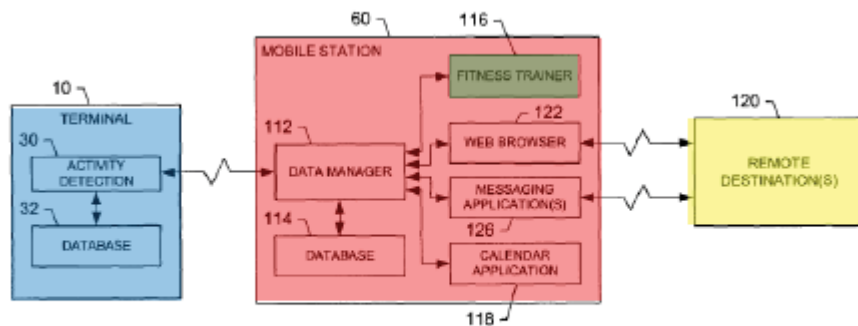 60
116
MOBILE STATION
FITNESS TRAINER
10
120
TERMINAL
122
30
112
WEB BROWSER
ACTIVITY
DETECTION
DATA MANAGER
REMOTE
DESTINATION(S)
MESSAGING
APPLICATION(S)
32
114
126
DATABASE
DATABASE
CALENDAR
APPLICATION
118